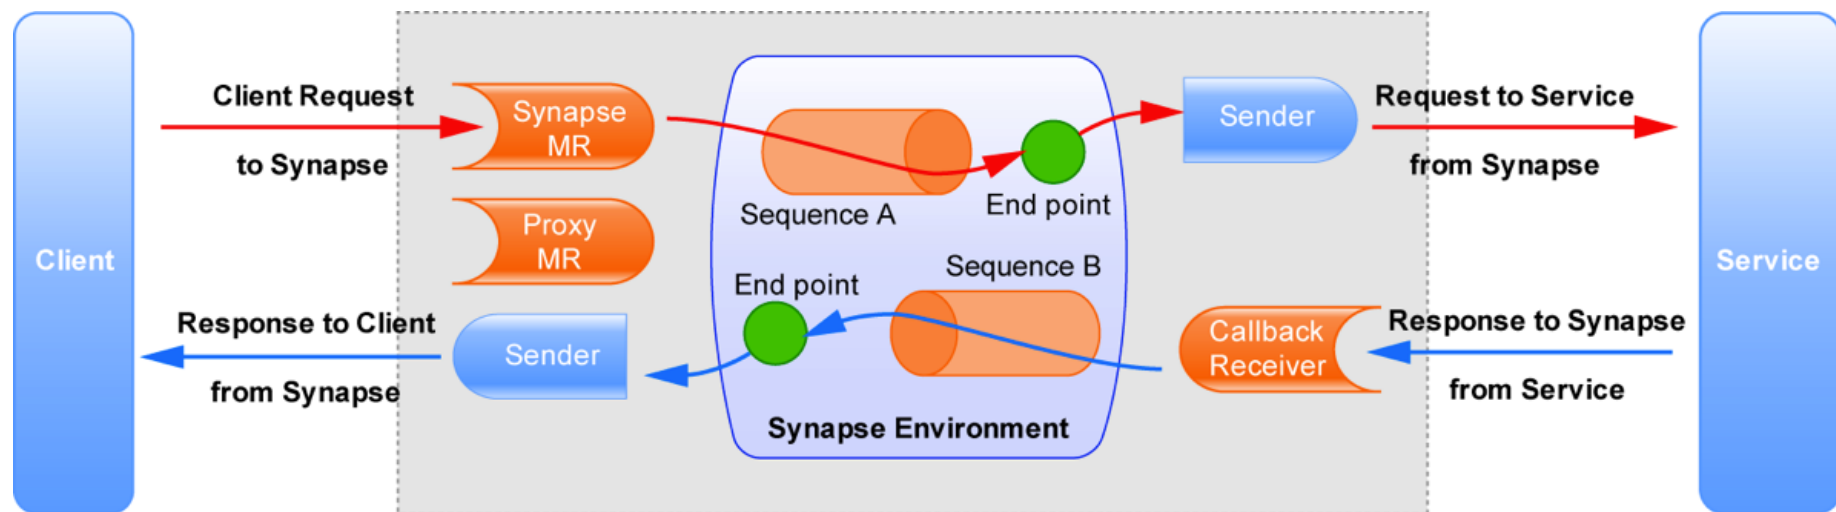 Client
Client Request
to Synapse
Synapse
MR
Proxy
MR
Response to Client
from Synapse
Sender
Sequence A
End point
End point
Sequence B
Synapse Environment
Sender
Callback
Receiver
Request to Service
from Synapse
Response to Synapse
from Service
Service